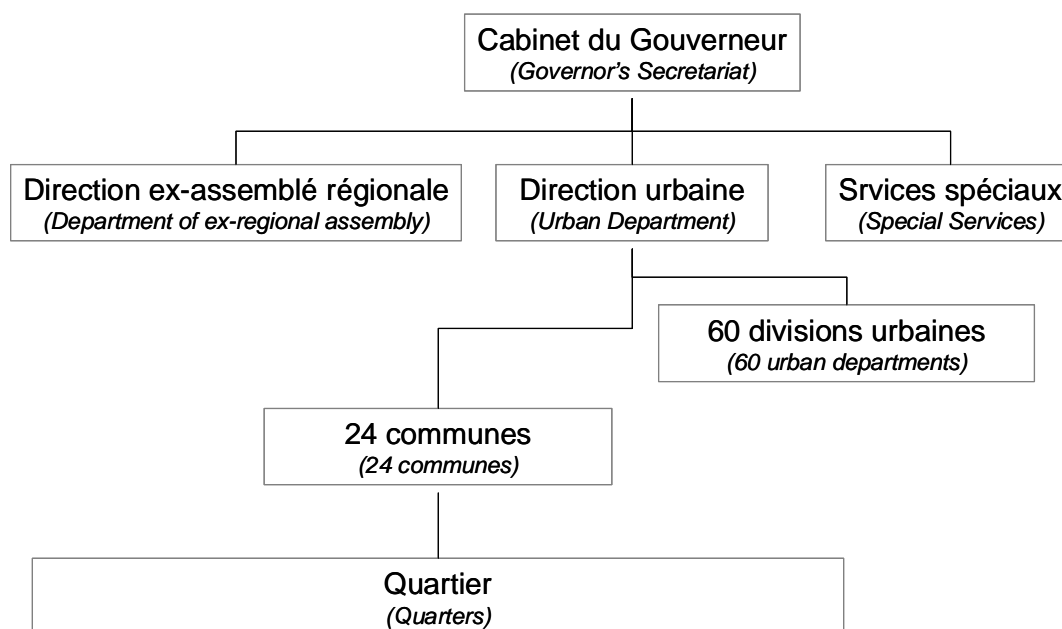 Cabinet du Gouverneur
(Governor's Secretariat)
Direction ex-assemblé régionale
(Department of ex-regional assembly)
Direction urbaine
(Urban Department)
Srvices spéciaux
(Special Services)
60 divisions urbaines
(60 urban departments)
24 communes
(24 communes)
Quartier
(Quarters)